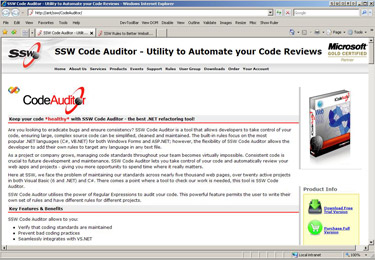 SSW Code Auditor - Utility to Automate your Code Reviews - Windows Internet Explorer
http://ant/ssw/CodeAuditor/
DevToolbar View DOM Disable View Outline Validate Images Resize Misc Show Ruler
SSW Code Auditor - Utility t...
SSW Rules to Better Websit...
Page
Tools
SSW
SSW Code Auditor - Utility to Automate your Code Reviews
Microsoft
GOLD CERTIFIED
Partner
Home About Us Services Products Events Support Rules User Group Downloads Order Your Account
CodeAuditor
Keep your code *healthy* with SSW Code Auditor - the best .NET refactoring tool!
Are you looking to eradicate bugs and ensure consistency? SSW Code Auditor is a tool that allows developers to take control of your
code, ensuring large, complex source code can be simplified, cleaned and maintained. The built-in rules focus on the most
popular .NET languages (C#, VB.NET) for both Windows Forms and ASP.NET; however, the flexibility of SSW Code Auditor allows the
developer to add their own rules to target any language in any text file.
As a project or company grows, managing code standards throughout your team becomes virtually impossible. Consistent code is
crucial to future development and maintenance. SSW Code Auditor lets you take control of your code and automatically review your
web apps and projects - giving you more opportunity to spend time where it really matters.
Here at SSW, we face the problem of maintaining our standards across nearly five thousand web pages, over twenty active projects
in both Visual Basic (6 and .NET) and C#. There comes a point where a tool to check our work is needed, this tool is SSW Code
Auditor.
SSW Code Auditor utilises the power of Regular Expressions to audit your code. This powerful feature permits the user to write their
own set of rules and have different rules for different projects.
Key Features & Benefits
SSW Code Auditor allows you to:
Verify that coding standards are maintained
Prevent bad coding practices
Seamlessly integrates with VS.NET
Product Info
Download Free
Trial Version
Purchase Full
Version
Local intranet
100%